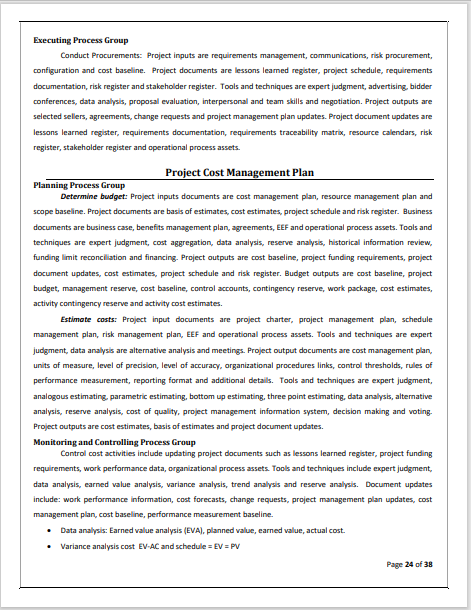 Executing Process Group
Conduct Procurements: Project inputs are requirements management, communications, risk procurement,
configuration and cost baseline. Project documents are lessons learned register, project schedule, requirements
documentation, risk register and stakeholder register. Tools and techniques are expert judgment, advertising, bidder
conferences, data analysis, proposal evaluation, interpersonal and team skills and negotiation. Project outputs are
selected sellers, agreements, change requests and project management plan updates. Project document updates are
lessons learned register, requirements documentation, requirements traceability matrix, resource calendars, risk
register, stakeholder register and operational process assets.
Project Cost Management Plan
Planning Process Group
Determine budget: Project inputs documents are cost management plan, resource management plan and
scope baseline. Project documents are basis of estimates, cost estimates, project schedule and risk register. Business
documents are business case, benefits management plan, agreements, EEF and operational process assets. Tools and
techniques are expert judgment, cost aggregation, data analysis, reserve analysis, historical information review,
funding limit reconciliation and financing. Project outputs are cost baseline, project funding requirements, project
document updates, cost estimates, project schedule and risk register. Budget outputs are cost baseline, project
budget, management reserve, cost baseline, control accounts, contingency reserve, work package, cost estimates,
activity contingency reserve and activity cost estimates.
Estimate costs: Project input documents are project charter, project management plan, schedule
management plan, risk management plan, EEF and operational process assets. Tools and techniques are expert
judgment, data analysis are alternative analysis and meetings. Project output documents are cost management plan,
units of measure, level of precision, level of accuracy, organizational procedures links, control thresholds, rules of
performance measurement, reporting format and additional details. Tools and techniques are expert judgment,
analogous estimating, parametric estimating, bottom up estimating, three point estimating, data analysis, alternative
analysis, reserve analysis, cost of quality, project management information system, decision making and voting.
Project outputs are cost estimates, basis of estimates and project document updates.
Monitoring and Controlling Process Group
Control cost activities include updating project documents such as lessons learned register, project funding
requirements, work performance data, organizational process assets. Tools and techniques include expert judgment,
data analysis, earned value analysis, variance analysis, trend analysis and reserve analysis. Document updates
include: work performance information, cost forecasts, change requests, project management plan updates, cost
management plan, cost baseline, performance measurement baseline.
• Data analysis: Earned value analysis (EVA), planned value, earned value, actual cost.
• Variance analysis cost EV-AC and schedule = EV = PV
Page 24 of 38